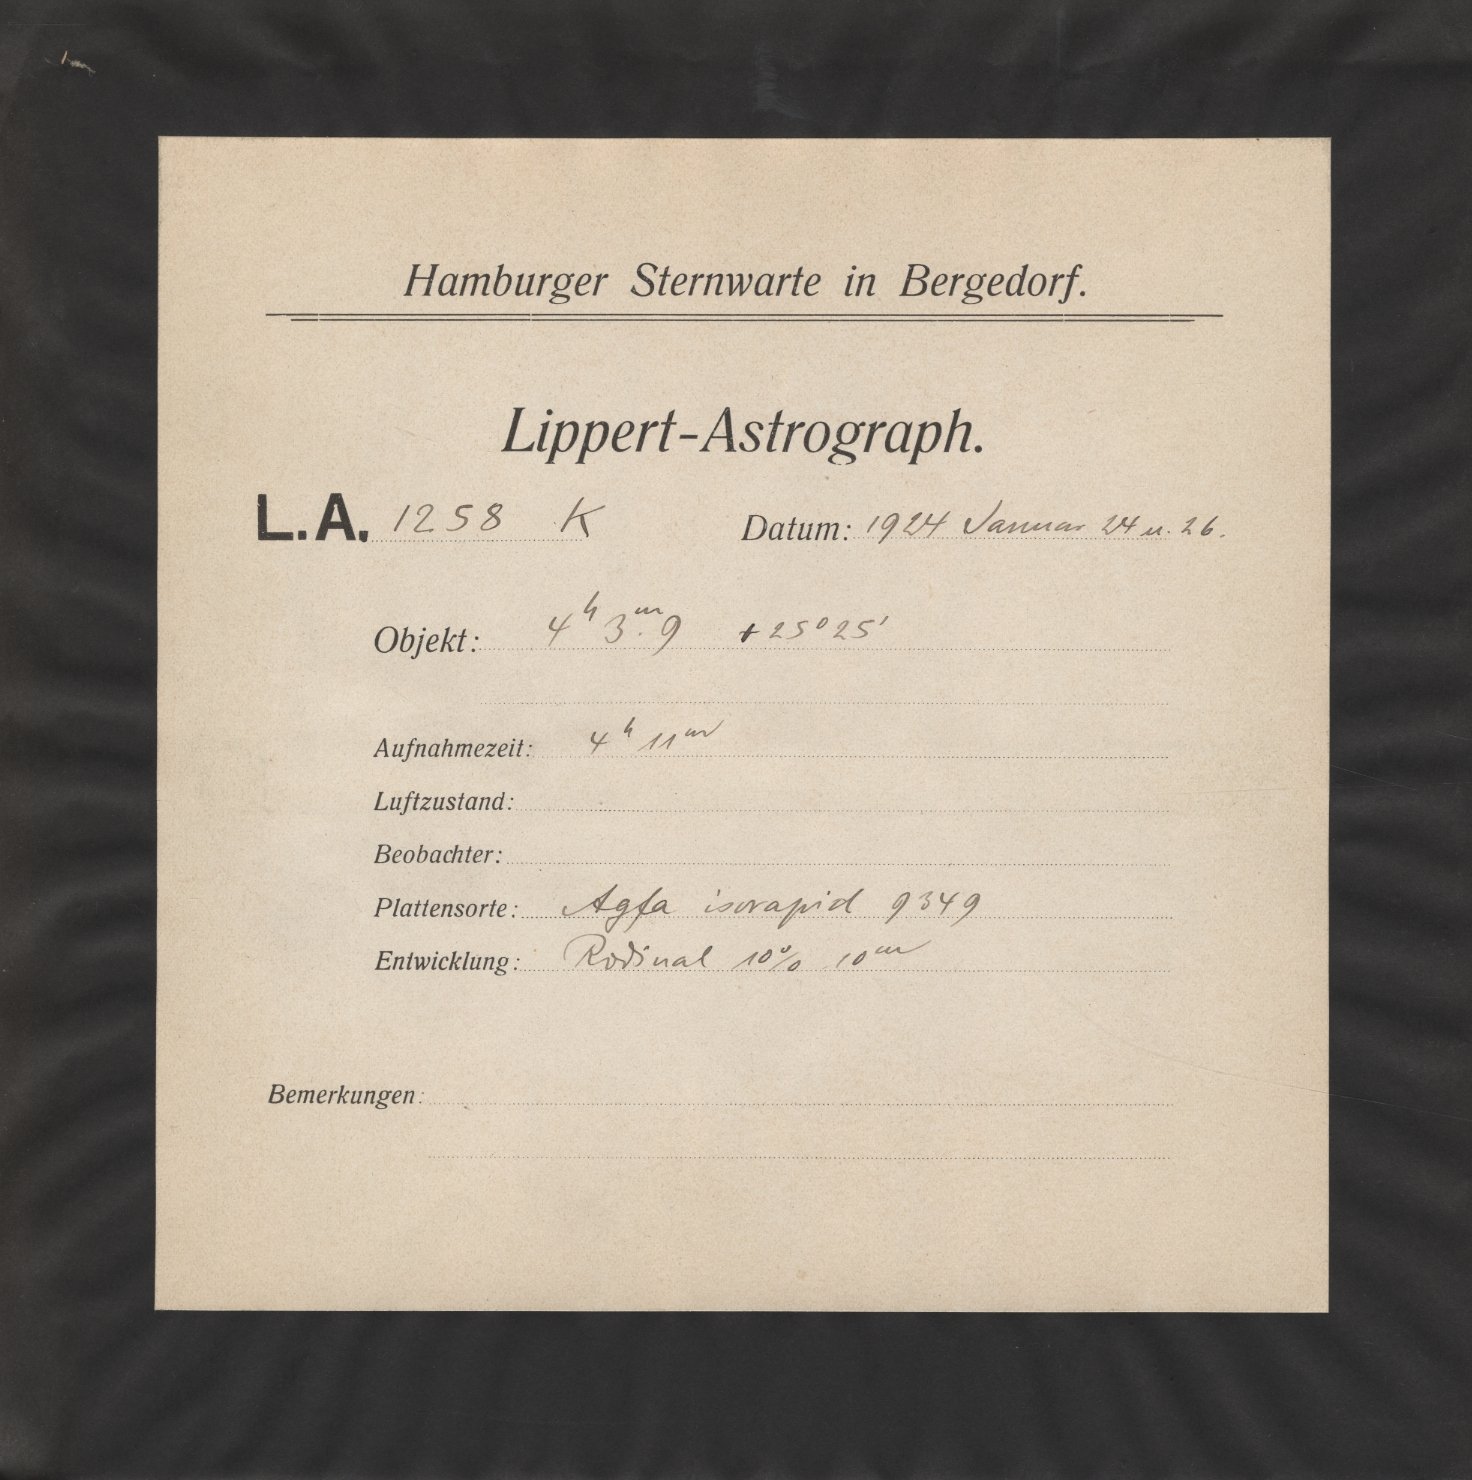 Hamburger Sternwarte in Bergedorf.
Lippert-Astrograph.
L.A. 1258 K Datum: 1924 Januar 24 u. 26.
Objekt: 4ʰ 3ᵐ.9 +25°25'
Aufnahmezeit: 4ʰ 11ᵐ
Luftzustand:
Beobachter:
Plattensorte: Agfa isorapid 9349
Entwicklung: Rodinal 10% 10ᵐ
Bemerkungen: